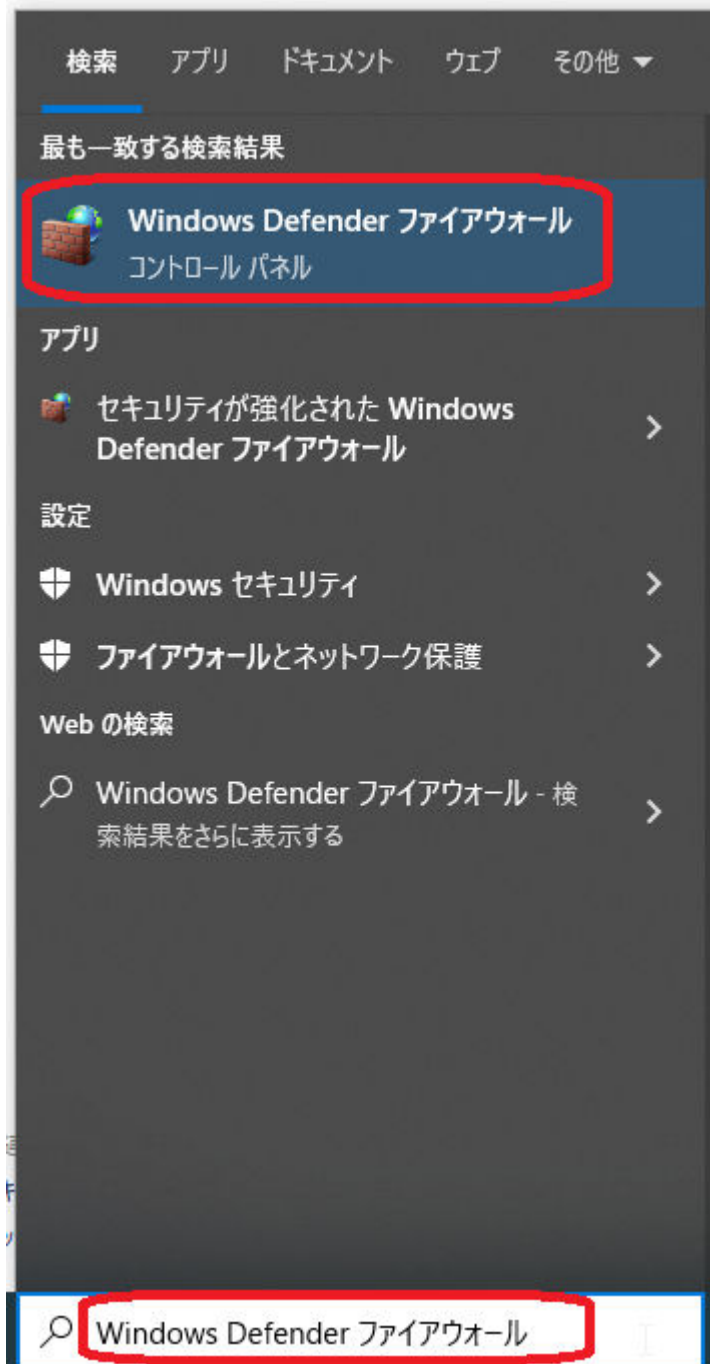 検索 アプリ ドキュメント ウェブ その他
最も一致する検索結果
Windows Defender ファイアウォール
コントロール パネル
アプリ
セキュリティが強化された Windows
Defender ファイアウォール
設定
Windows セキュリティ
ファイアウォールとネットワーク保護
Web の検索
Windows Defender ファイアウォール - 検
索結果をさらに表示する
Windows Defender ファイアウォール